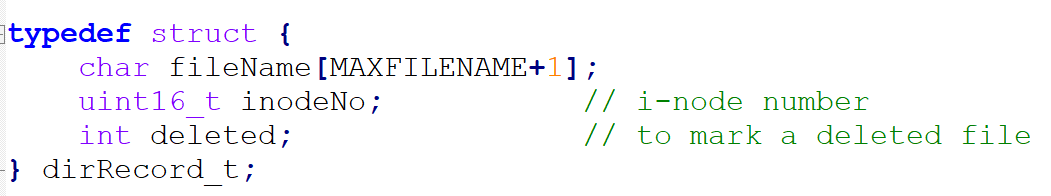 typedef struct {
    char fileName[MAXFILENAME+1];
    uint16_t inodeNo;            // i-node number
    int deleted;                 // to mark a deleted file
} dirRecord_t;